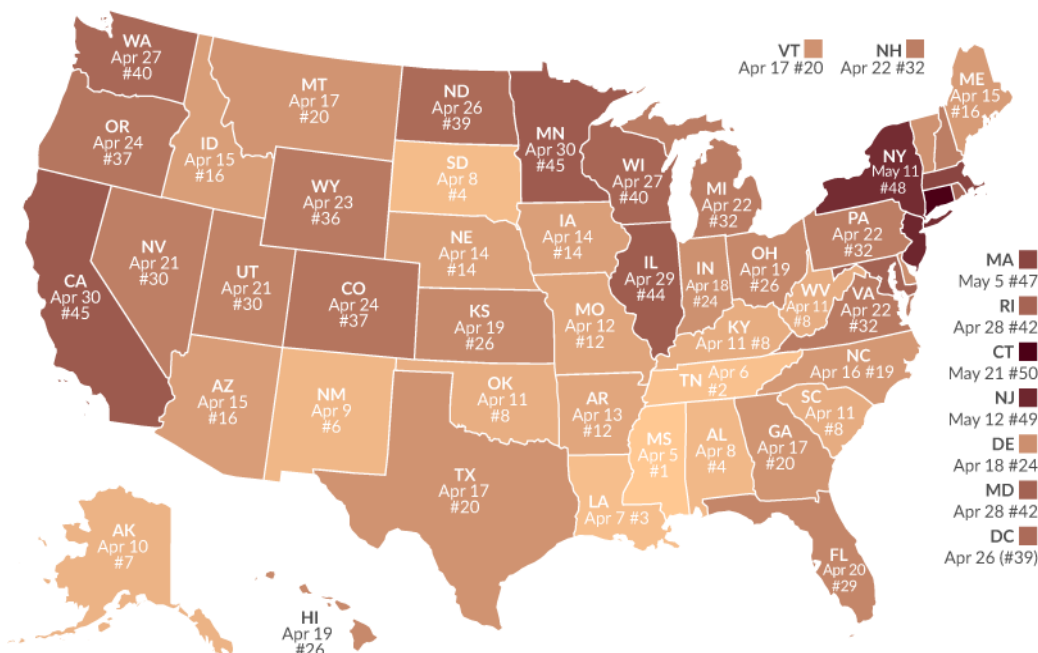 WA
Apr 27
#40
MT
Apr 17
#20
ND
Apr 26
#39
MN
Apr 30
#45
VT
Apr 17 #20
NH
Apr 22 #32
ME
Apr 15
#16
OR
Apr 24
#37
ID
Apr 15
#16
WY
Apr 23
#36
SD
Apr 8
#4
WI
Apr 27
#40
MI
Apr 22
#32
NY
May 11
#48
CA
Apr 30
#45
NV
Apr 21
#30
UT
Apr 21
#30
CO
Apr 24
#37
NE
Apr 14
#14
IA
Apr 14
#14
IL
Apr 29
#44
IN
Apr 18
#24
OH
Apr 19
#26
PA
Apr 22
#32
KS
Apr 19
#26
MO
Apr 12
#12
KY
Apr 11 #8
WV
Apr 11
#8
VA
Apr 22
#32
MA
May 5 #47
RI
Apr 28 #42
CT
May 21 #50
NJ
May 12 #49
DE
Apr 18 #24
MD
Apr 28 #42
DC
Apr 26 (#39)
AZ
Apr 15
#16
NM
Apr 9
#6
OK
Apr 11
#8
AR
Apr 13
#12
TN Apr 6
#2
NC
Apr 16 #19
SC
Apr 11
#8
TX
Apr 17
#20
LA
Apr 7 #3
MS
Apr 5
#1
AL
Apr 8
#4
GA
Apr 17
#20
FL
Apr 20
#29
AK
Apr 10
#7
HI
Apr 19
#26